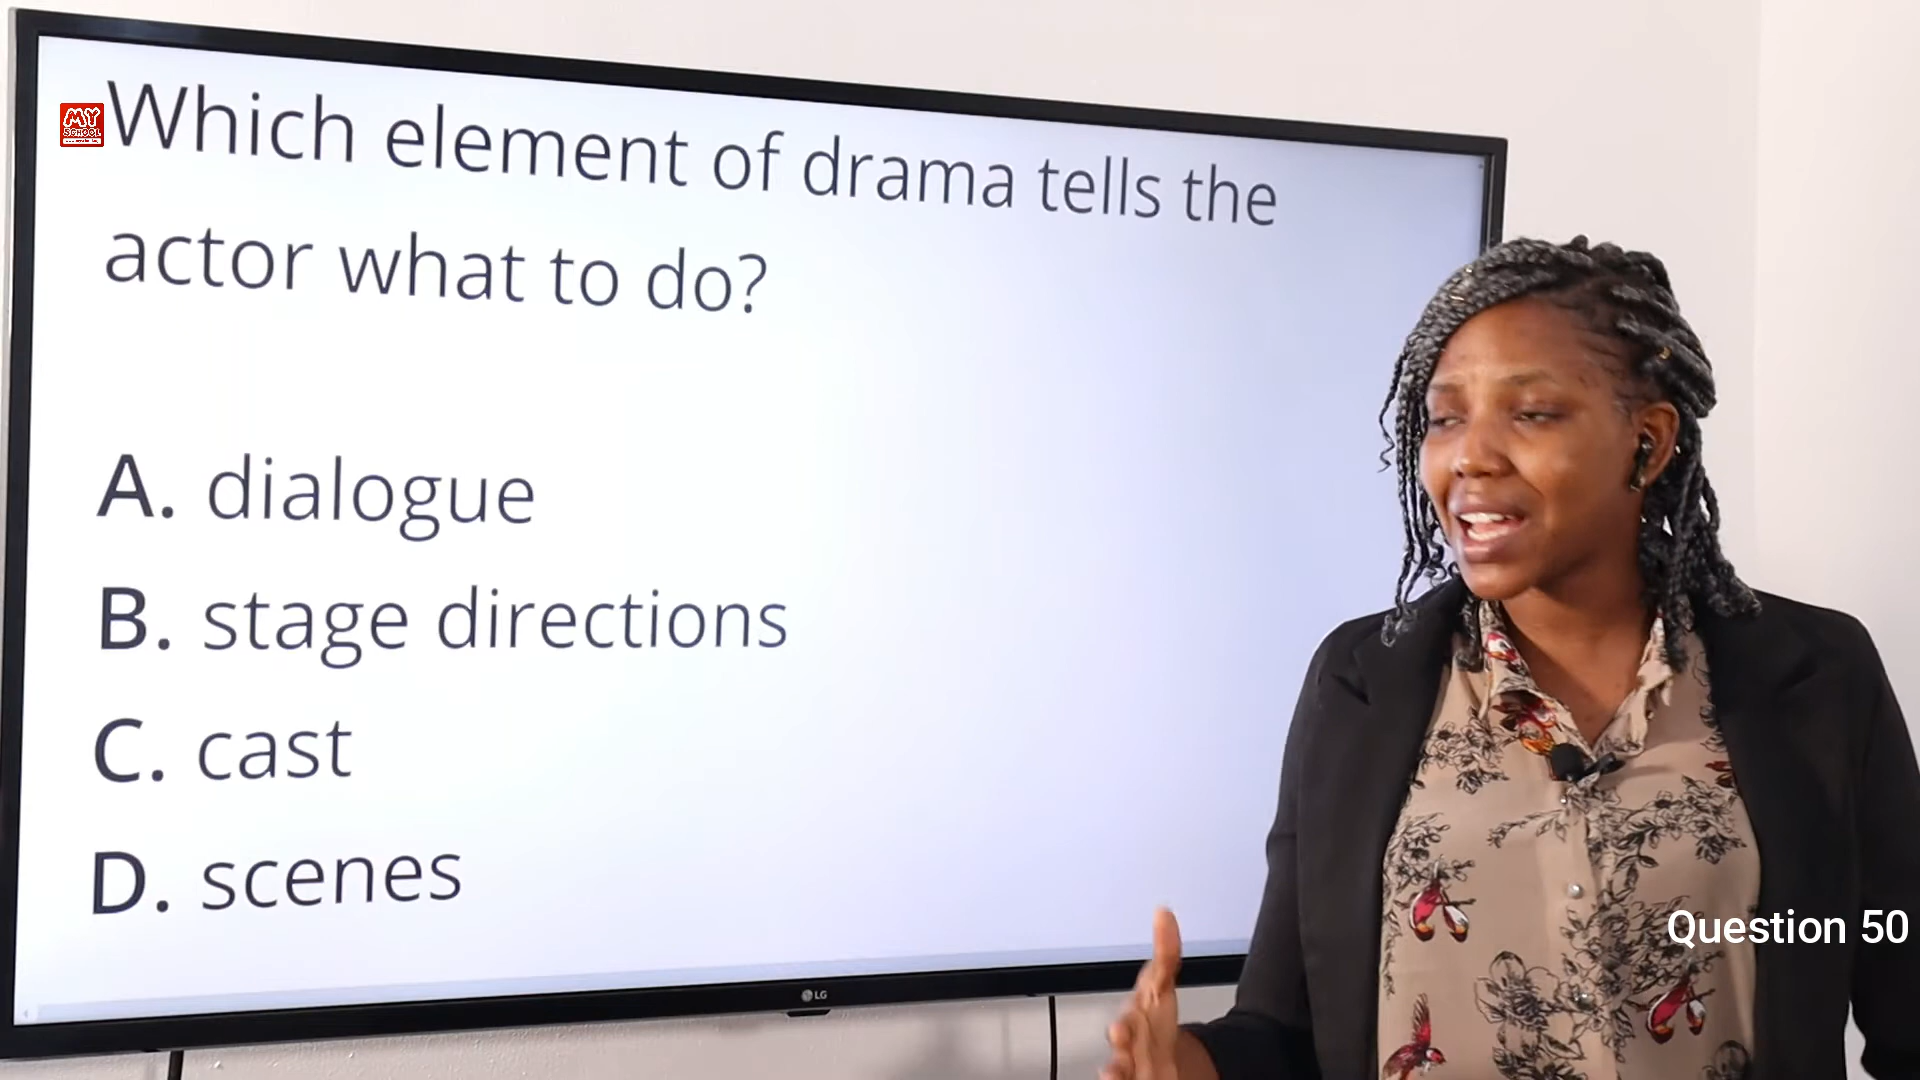 Which element of drama tells the
actor what to do?
A. dialogue
B. stage directions
C. cast
D. scenes
MY
SCHOOL
LG
Question 50